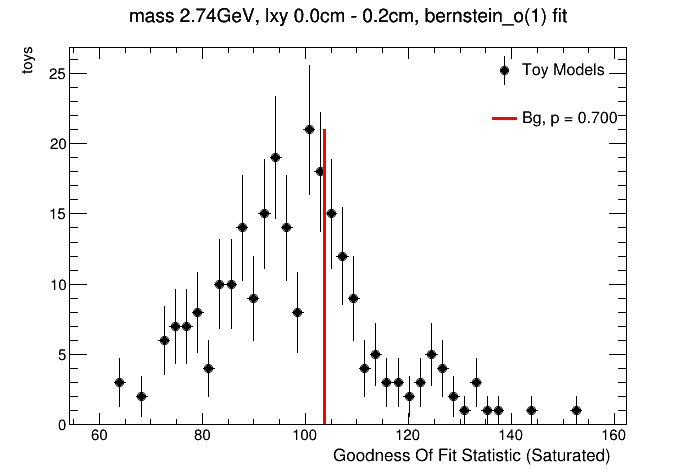 mass 2.74GeV, lxy 0.0cm - 0.2cm, bernstein_o(1) fit
toys
Toy Models
Bg, p = 0.700
25
20
15
10
5
0
60 80 100 120 140 160
Goodness Of Fit Statistic (Saturated)